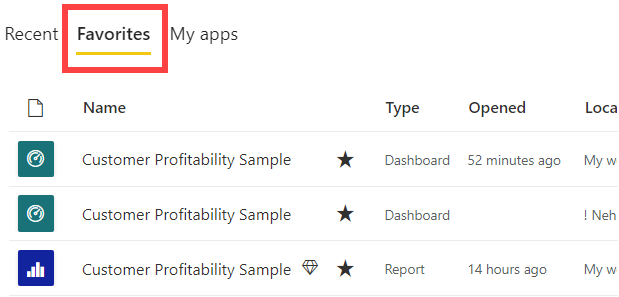 Recent Favorites My apps
Name Type Opened Loca
Customer Profitability Sample Dashboard 52 minutes ago My w
Customer Profitability Sample Dashboard ! Neh
Customer Profitability Sample Report 14 hours ago My w